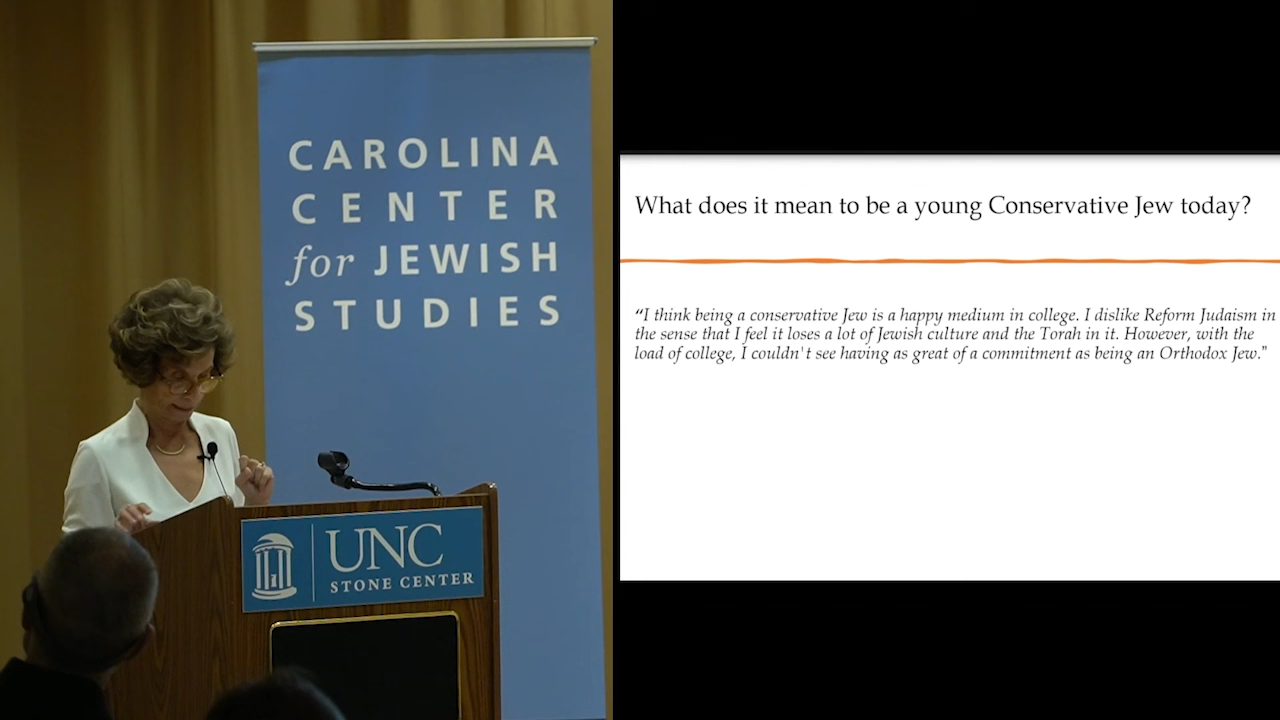 CAROLINA
CENTER
for JEWISH
STUDIES
UNC
STONE CENTER
What does it mean to be a young Conservative Jew today?
“I think being a conservative Jew is a happy medium in college. I dislike Reform Judaism in
the sense that I feel it loses a lot of Jewish culture and the Torah in it. However, with the
load of college, I couldn't see having as great of a commitment as being an Orthodox Jew.”